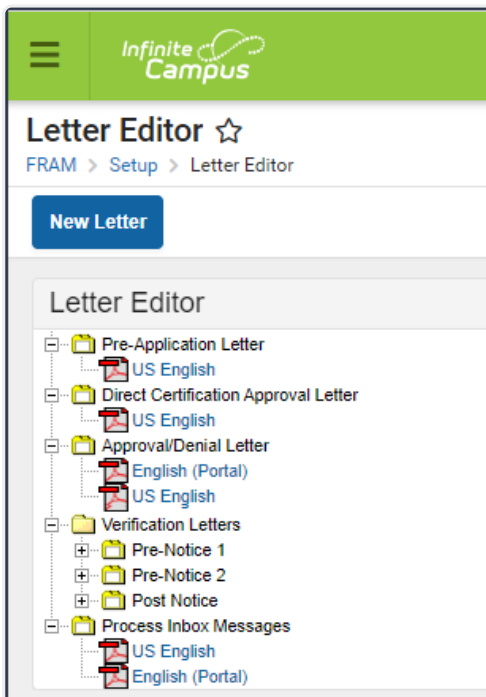 Infinite
Campus
Letter Editor
FRAM > Setup > Letter Editor
New Letter
Letter Editor
Pre-Application Letter
US English
Direct Certification Approval Letter
US English
Approval/Denial Letter
English (Portal)
US English
Verification Letters
Pre-Notice 1
Pre-Notice 2
Post Notice
Process Inbox Messages
US English
English (Portal)